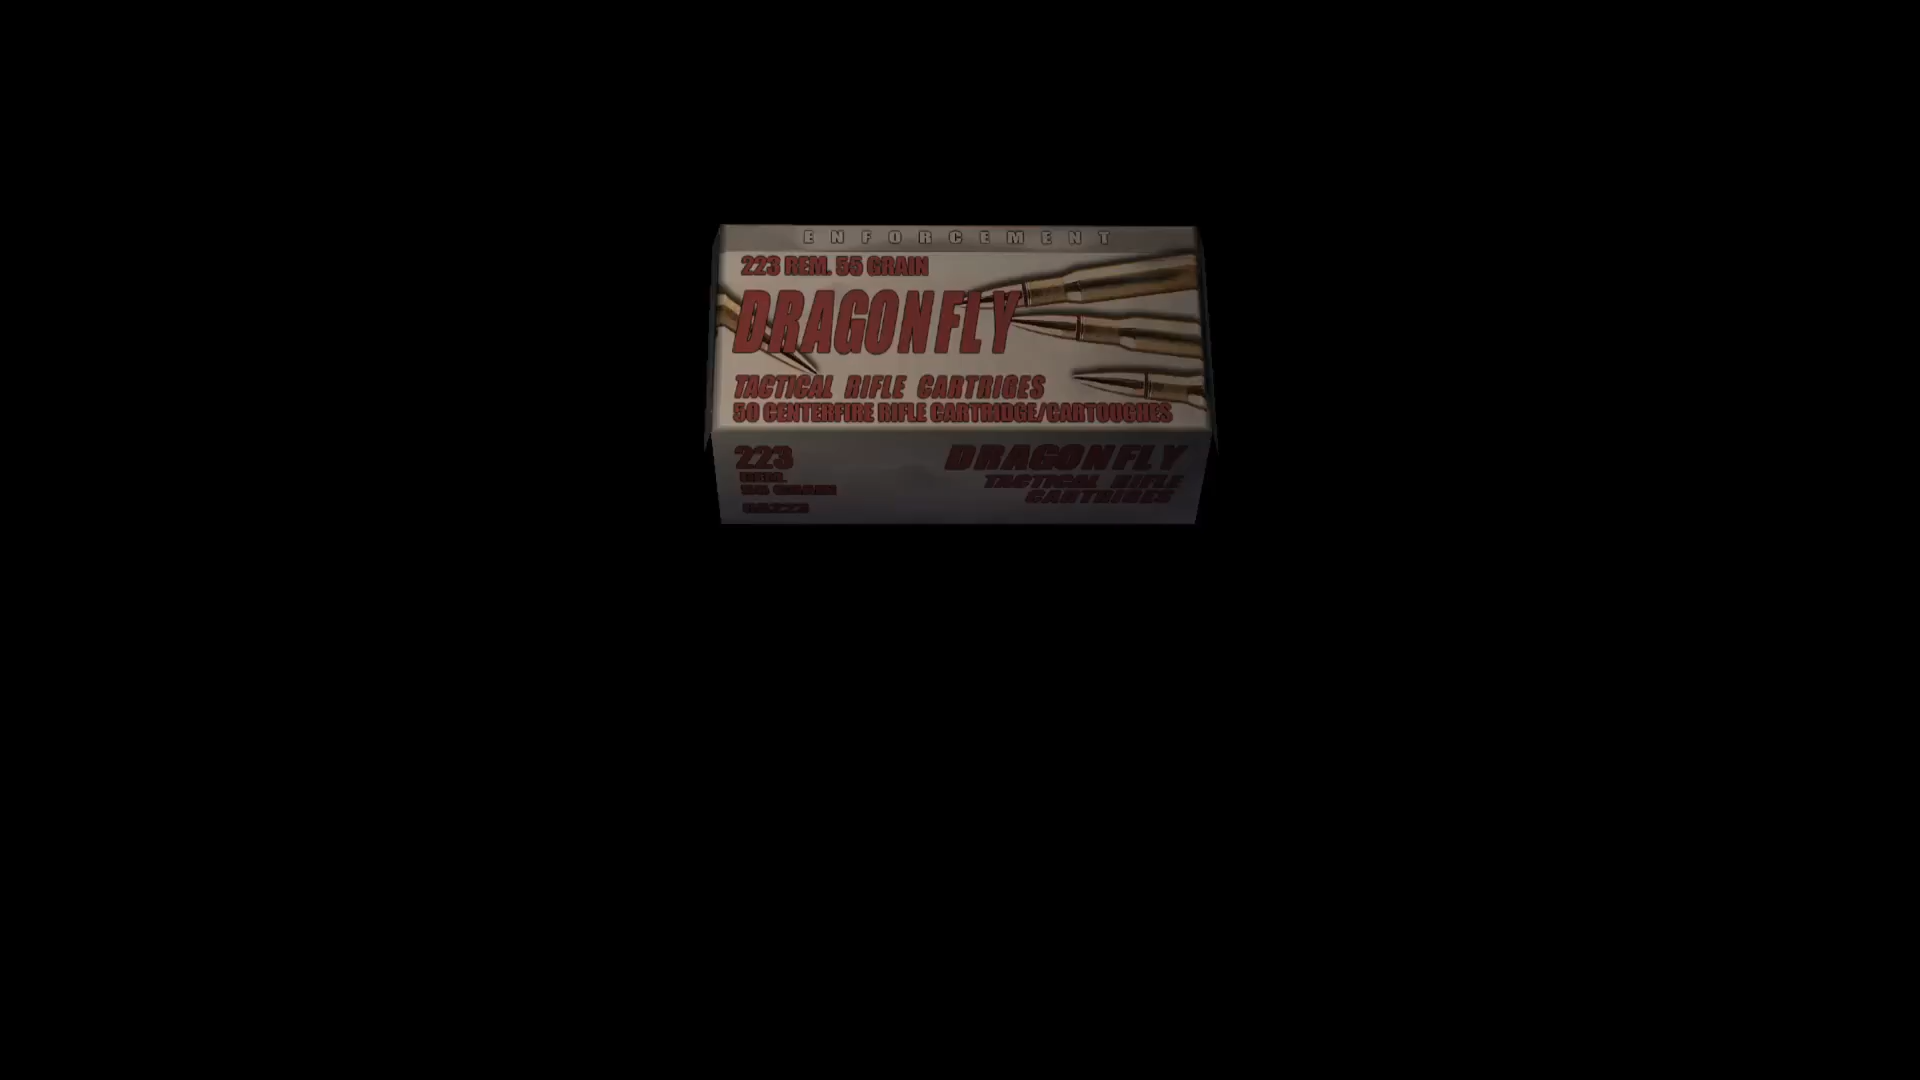 ENFORCEMENT
223 REM. 55 GRAIN
DRAGONFLY
TACTICAL RIFLE CARTRIGES
50 CENTERFIRE RIFLE CARTRIDGE/CARTOUCHES
223
DRAGONFLY
TACTICAL RIFLE
CARTRIGES